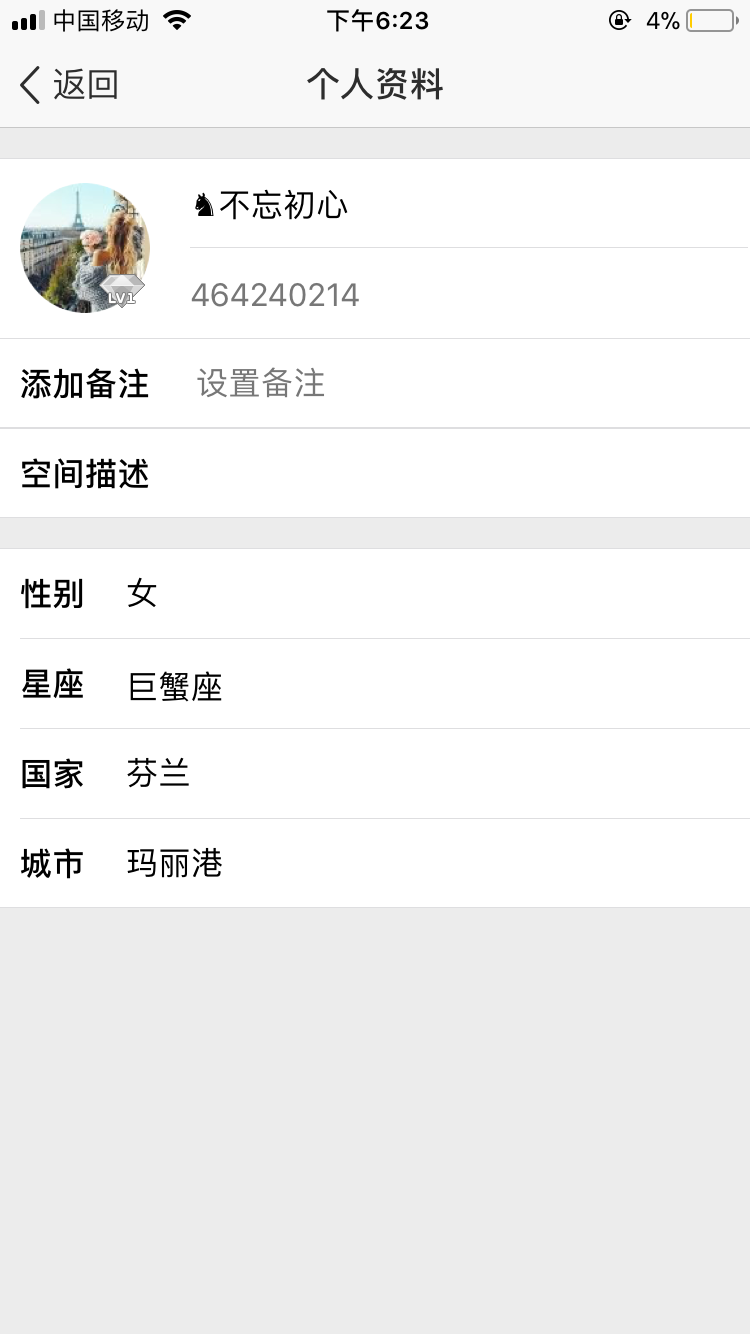 中国移动 下午6:23 4%
返回 个人资料
♞不忘初心
LV1
464240214
添加备注 设置备注
空间描述
性别 女
星座 巨蟹座
国家 芬兰
城市 玛丽港